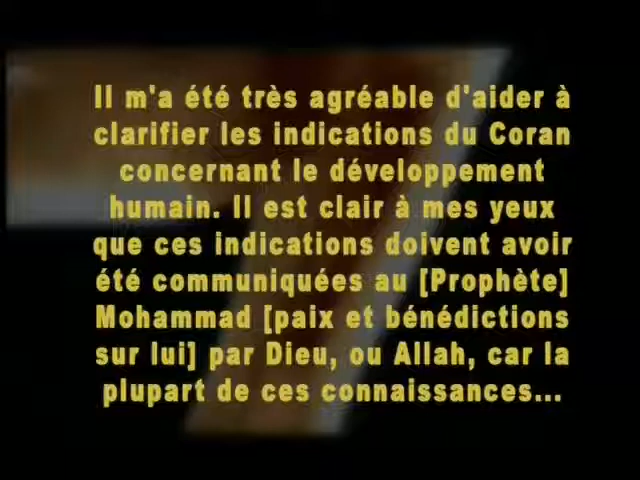 Il m'a été très agréable d'aider à
clarifier les indications du Coran
concernant le développement
humain. Il est clair à mes yeux
que ces indications doivent avoir
été communiquées au [Prophète]
Mohammad [paix et bénédictions
sur lui] par Dieu, ou Allah, car la
plupart de ces connaissances...